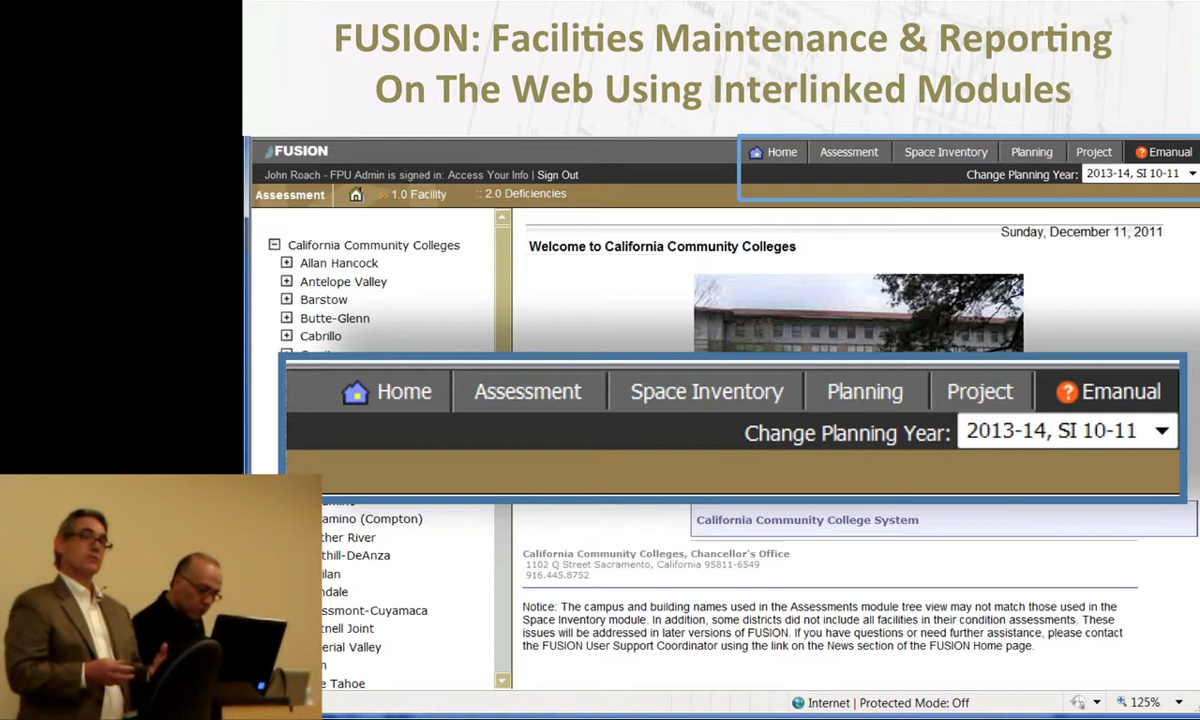 FUSION: Facilities Maintenance & Reporting
On The Web Using Interlinked Modules
FUSION
Home Assessment Space Inventory Planning Project Emanual
John Roach - FPU Admin is signed in: Access Your Info | Sign Out
Change Planning Year: 2013-14, SI 10-11
Assessment 1.0 Facility :: 2.0 Deficiencies
Sunday, December 11, 2011
California Community Colleges
Welcome to California Community Colleges
Allan Hancock
Antelope Valley
Barstow
Butte-Glenn
Cabrillo
Home Assessment Space Inventory Planning Project Emanual
Change Planning Year: 2013-14, SI 10-11
amino (Compton)
ther River
thill-DeAnza
ilan
ndale
ssmont-Cuyamaca
tnell Joint
erial Valley
n
e Tahoe
California Community College System
California Community Colleges, Chancellor's Office
1102 Q Street Sacramento, California 95811-6549
916.445.8752
Notice: The campus and building names used in the Assessments module tree view may not match those used in the
Space Inventory module. In addition, some districts did not include all facilities in their condition assessments. These
issues will be addressed in later versions of FUSION. If you have questions or need further assistance, please contact
the FUSION User Support Coordinator using the link on the News section of the FUSION Home page.
Internet | Protected Mode: Off
125%